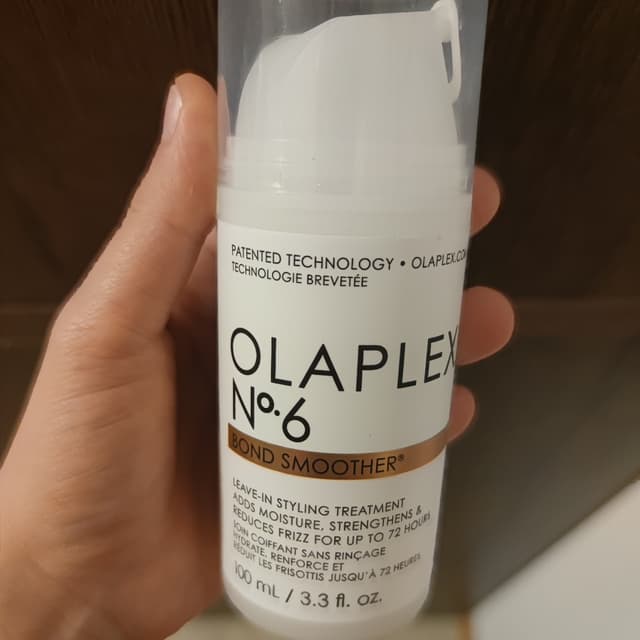 PATENTED TECHNOLOGY • OLAPLEX.COM
TECHNOLOGIE BREVETÉE
OLAPLEX
Nº.6
BOND SMOOTHER®
LEAVE-IN STYLING TREATMENT
ADDS MOISTURE, STRENGTHENS &
REDUCES FRIZZ FOR UP TO 72 HOURS
SOIN COIFFANT SANS RINÇAGE
HYDRATE, RENFORCE ET
RÉDUIT LES FRISOTTIS JUSQU'À 72 HEURES
100 mL / 3.3 fl. oz.